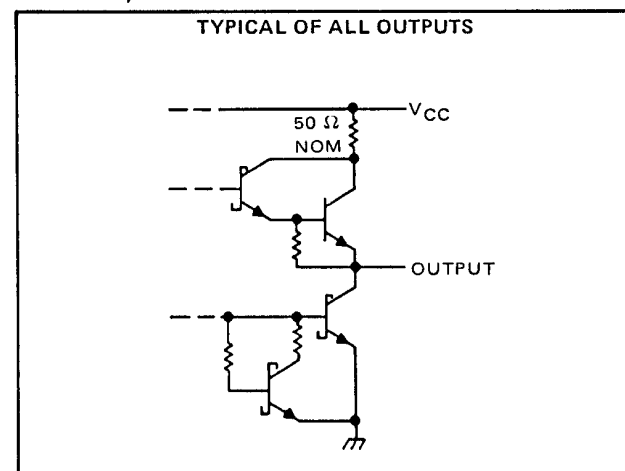 TYPICAL OF ALL OUTPUTS
VCC
50 Ω
NOM
OUTPUT